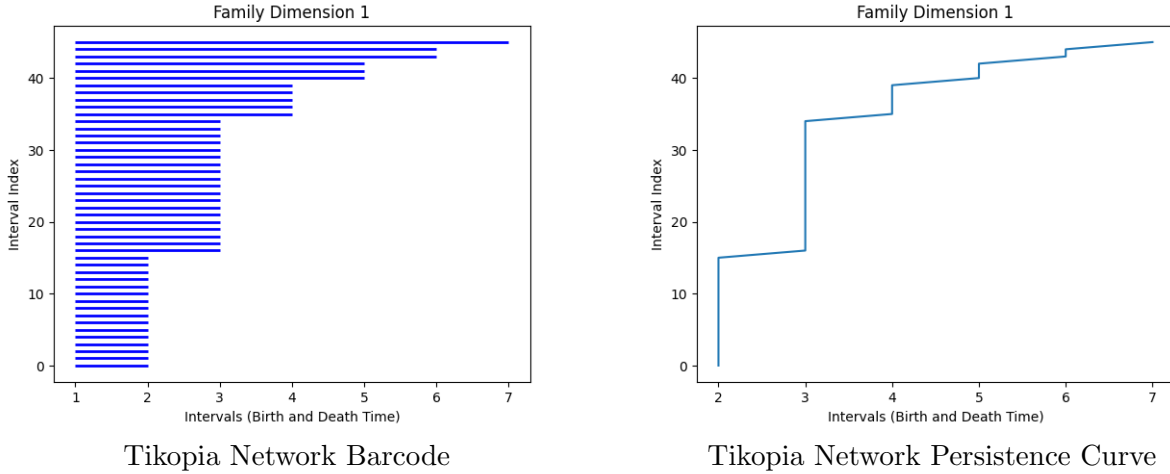 Family Dimension 1
40
30
20
10
0
Interval Index
1 2 3 4 5 6 7
Intervals (Birth and Death Time)
Tikopia Network Barcode
Family Dimension 1
40
30
20
10
0
Interval Index
2 3 4 5 6 7
Intervals (Birth and Death Time)
Tikopia Network Persistence Curve